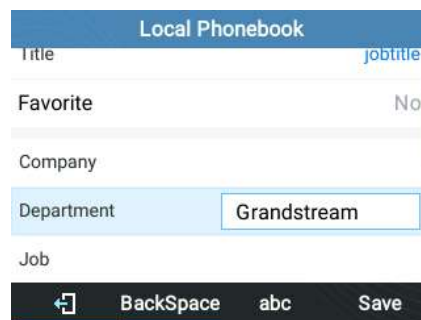 Local Phonebook
Title jobtitle
Favorite No
Company
Department Grandstream
Job
BackSpace abc Save